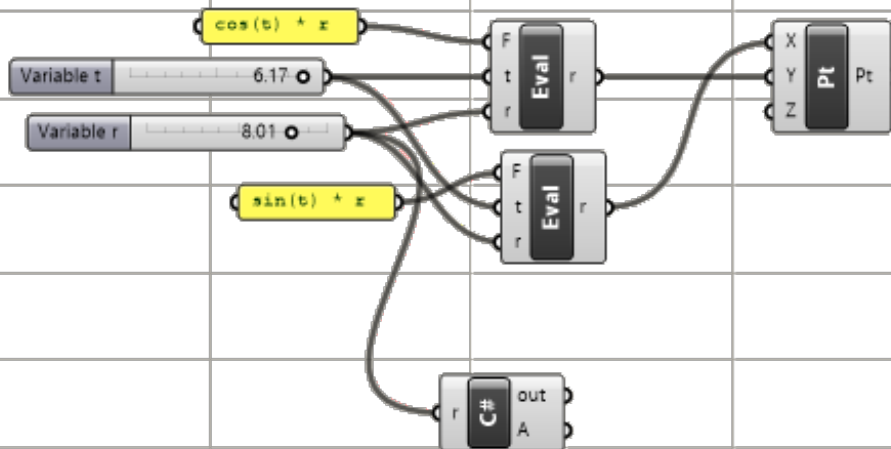 cos(t) * r
Variable t 6.17
Variable r 8.01
F
t
r
Eval
r
X
Y
Z
Pt
Pt
sin(t) * r
F
t
r
Eval
r
r
C#
out
A